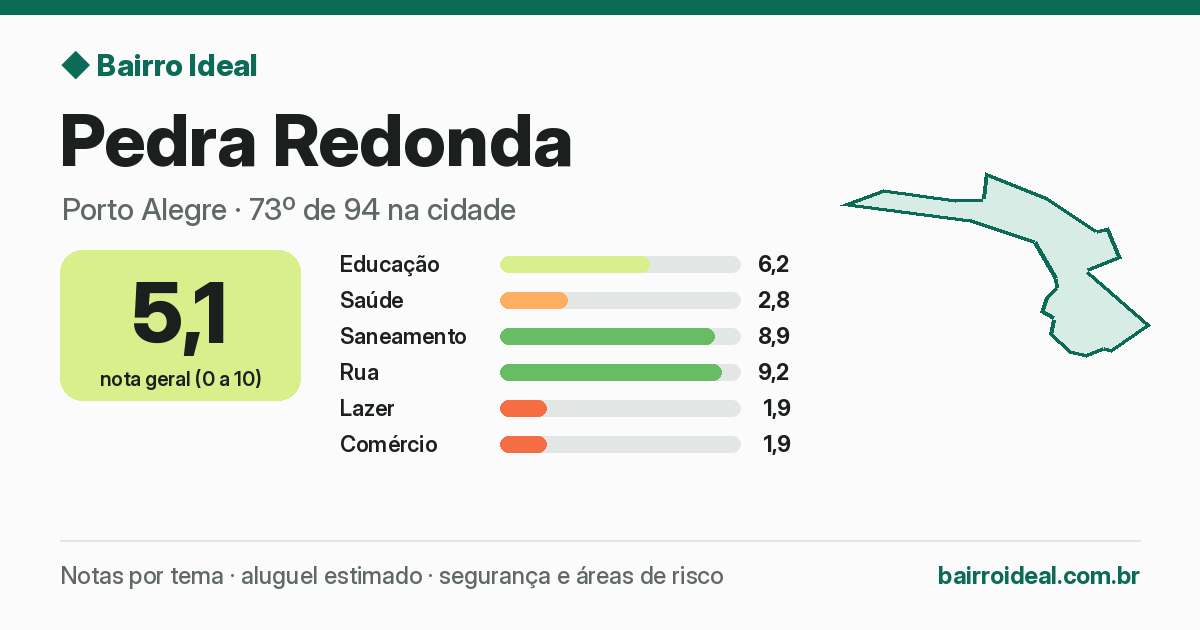 Bairro Ideal
Pedra Redonda
Porto Alegre · 73º de 94 na cidade
5,1
nota geral (0 a 10)
Educação 6,2
Saúde 2,8
Saneamento 8,9
Rua 9,2
Lazer 1,9
Comércio 1,9
Notas por tema · aluguel estimado · segurança e áreas de risco
bairroideal.com.br